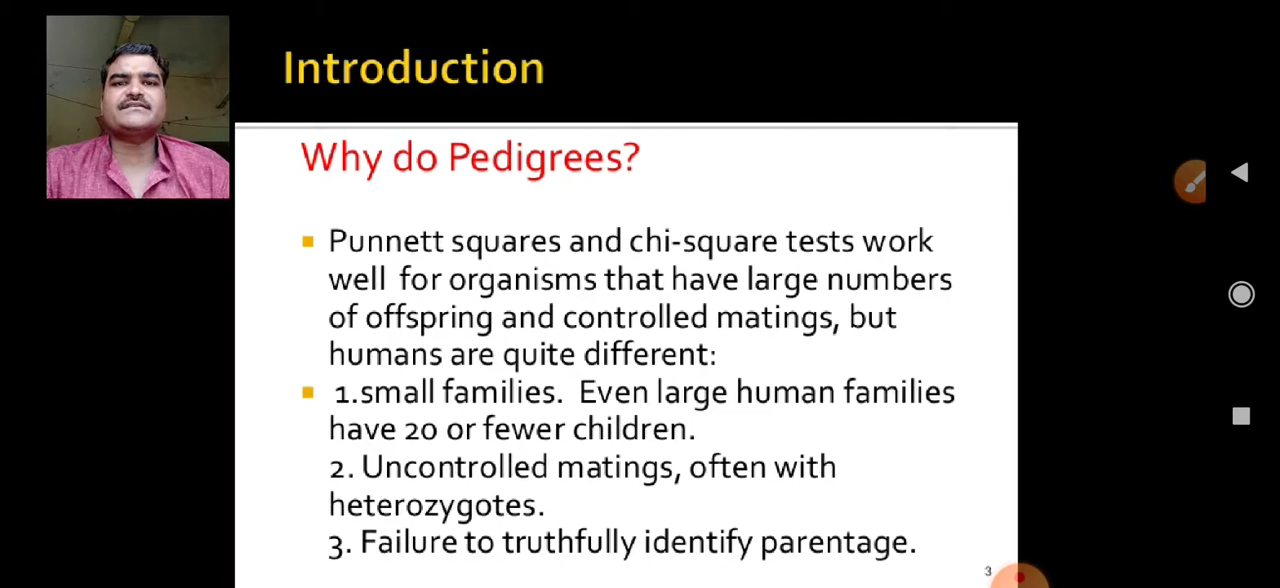 Introduction
Why do Pedigrees?
Punnett squares and chi-square tests work
well for organisms that have large numbers
of offspring and controlled matings, but
humans are quite different:
1.small families. Even large human families
have 20 or fewer children.
2. Uncontrolled matings, often with
heterozygotes.
3. Failure to truthfully identify parentage.
3